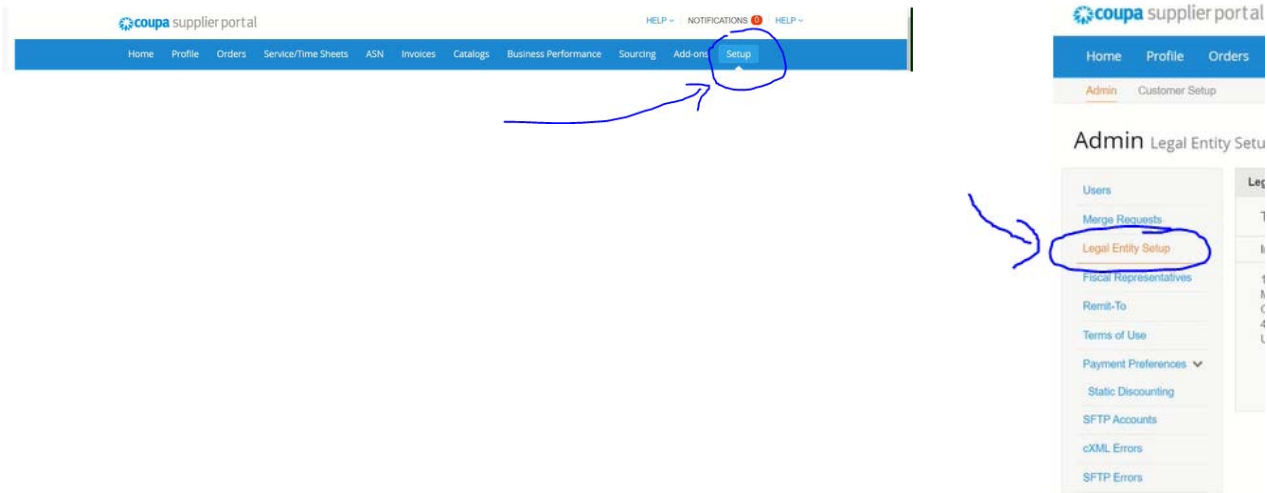 coupa supplier portal
HELP NOTIFICATIONS 0 HELP
Home Profile Orders Service/Time Sheets ASN Invoices Catalogs Business Performance Sourcing Add-ons Setup
coupa supplier portal
Home Profile Orders
Admin Customer Setup
Admin Legal Entity Setu
Users
Merge Requests
Legal Entity Setup
Fiscal Representatives
Remit-To
Terms of Use
Payment Preferences
Static Discounting
SFTP Accounts
cXML Errors
SFTP Errors
Leg